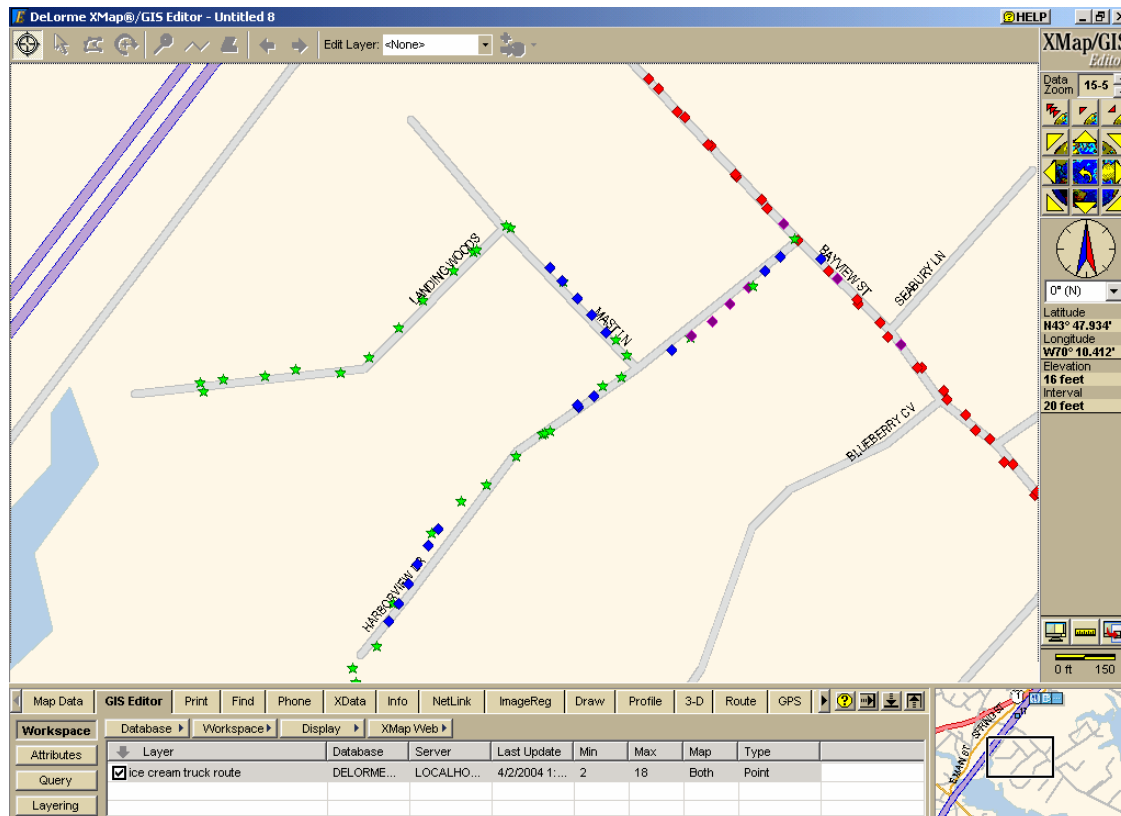 DeLorme XMap®/GIS Editor - Untitled 8
HELP
Edit Layer: <None>
XMap/GIS
Editor
Data
Zoom
15-5
LANDING WOODS
MAST LN
BAYVIEW ST
SEABURY LN
BLUEBERRY CV
HARBORVIEW DR
0° (N)
Latitude
N43° 47.934'
Longitude
W70° 10.412'
Elevation
16 feet
Interval
20 feet
0 ft 150
Map Data GIS Editor Print Find Phone XData Info NetLink ImageReg Draw Profile 3-D Route GPS
Workspace
Attributes
Query
Layering
Database Workspace Display XMap Web
Layer Database Server Last Update Min Max Map Type
ice cream truck route DELORME... LOCALHO... 4/2/2004 1:... 2 18 Both Point
1
SPRING ST
E MAIN ST